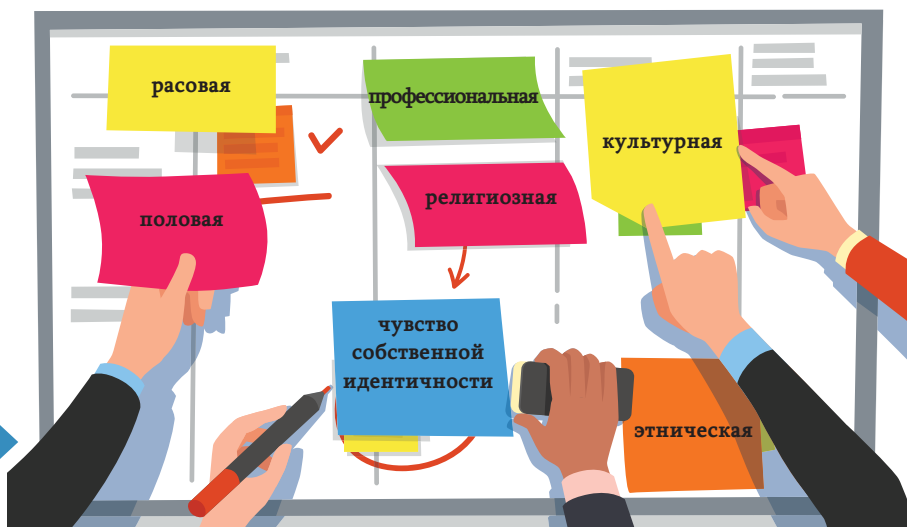 расовая
профессиональная
культурная
половая
религиозная
чувство
собственной
идентичности
этническая